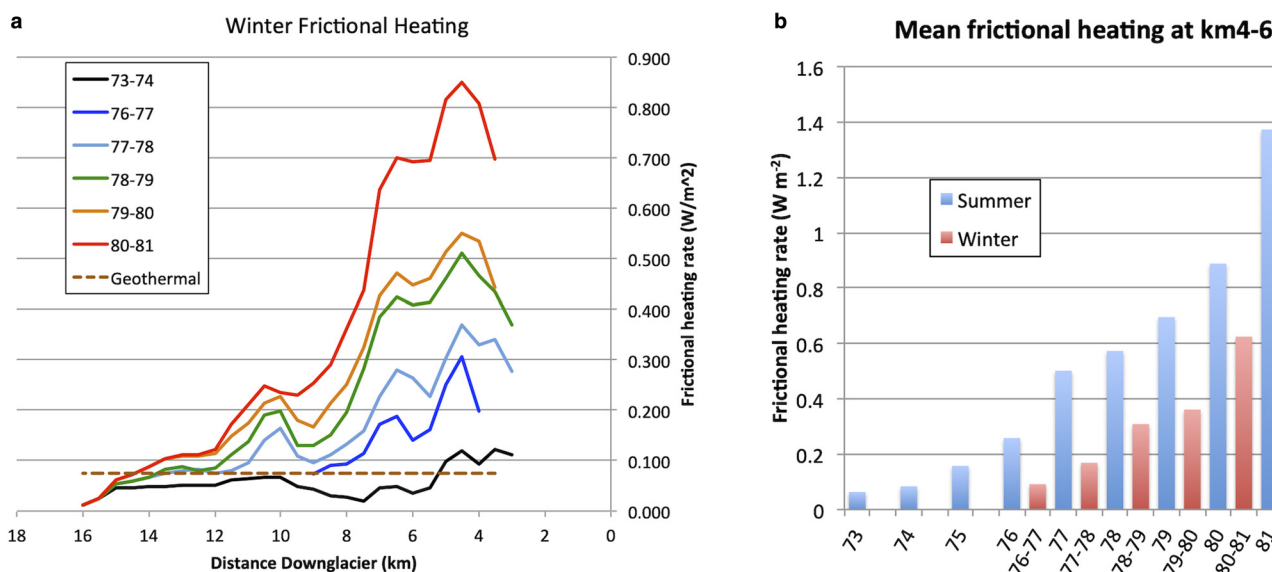 a
Winter Frictional Heating
73-74
76-77
77-78
78-79
79-80
80-81
Geothermal
0.900
0.800
0.700
0.600
0.500
0.400
0.300
0.200
0.100
0.000
Frictional heating rate (W/m^2)
18 16 14 12 10 8 6 4 2 0
Distance Downglacier (km)
b
Mean frictional heating at km4-6
Frictional heating rate (W m-2)
1.6
1.4
1.2
1
0.8
0.6
0.4
0.2
0
Summer
Winter
73 74 75 76 76-77 77 77-78 78 78-79 79 79-80 80 80-81 81